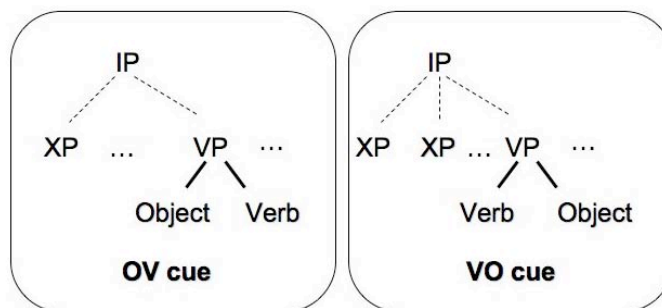 IP
XP ... VP ...
Object Verb
OV cue
IP
XP XP ... VP ...
Verb Object
VO cue